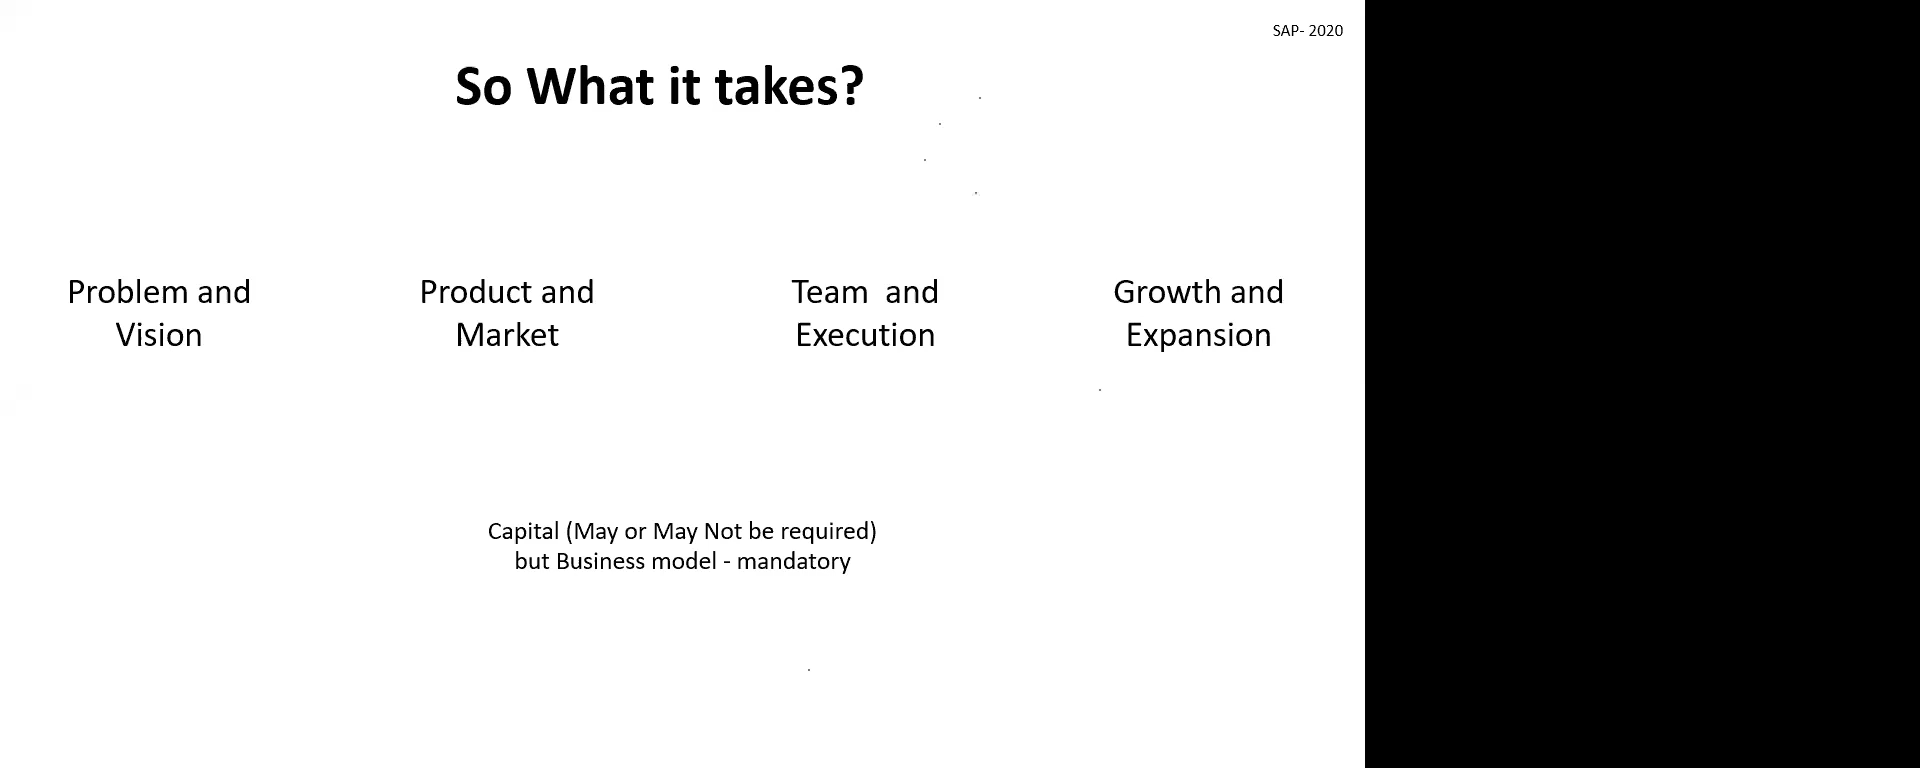 SAP- 2020
So What it takes?
Problem and
Vision
Product and
Market
Team  and
Execution
Growth and
Expansion
Capital (May or May Not be required)
but Business model - mandatory